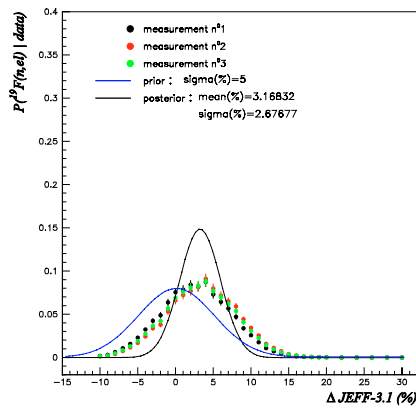 0.4
measurement n°1
measurement n°2
measurement n°3
prior : sigma(%)=5
posterior : mean(%)=3.16832
sigma(%)=2.67677
0.35
0.3
0.25
0.2
0.15
0.1
0.05
0
P(¹⁹F(n,el) | data)
−15 −10 −5 0 5 10 15 20 25 30
Δ JEFF-3.1 (%)